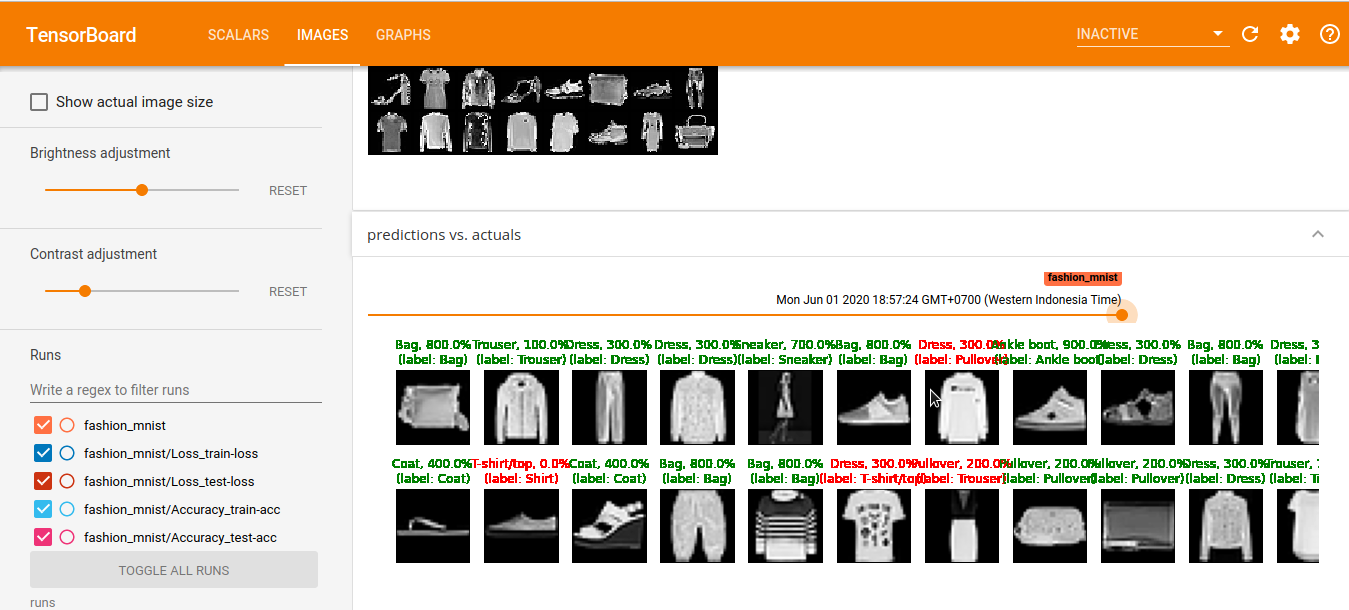 TensorBoard SCALARS IMAGES GRAPHS INACTIVE
Show actual image size
Brightness adjustment
RESET
Contrast adjustment
RESET
Runs
Write a regex to filter runs
fashion_mnist
fashion_mnist/Loss_train-loss
fashion_mnist/Loss_test-loss
fashion_mnist/Accuracy_train-acc
fashion_mnist/Accuracy_test-acc
TOGGLE ALL RUNS
runs
predictions vs. actuals
fashion_mnist
Mon Jun 01 2020 18:57:24 GMT+0700 (Western Indonesia Time)
Bag, 800.0% Trouser, 100.0% Dress, 300.0% Dress, 300.0% Sneaker, 700.0% Bag, 800.0% Dress, 300.0% Ankle boot, 900.0% Dress, 300.0% Bag, 800.0% Dress, 3
(label: Bag) (label: Trouser) (label: Dress) (label: Dress) (label: Sneaker) (label: Bag) (label: Pullover) (label: Ankle boot) (label: Dress) (label: Bag) (label:
Coat, 400.0% T-shirt/top, 0.0% Coat, 400.0% Bag, 800.0% Bag, 800.0% Dress, 300.0% Pullover, 200.0% Pullover, 200.0% Pullover, 200.0% Dress, 300.0% Trouser,
(label: Coat) (label: Shirt) (label: Coat) (label: Bag) (label: Bag) (label: T-shirt/top) (label: Trouser) (label: Pullover) (label: Pullover) (label: Dress) (label: